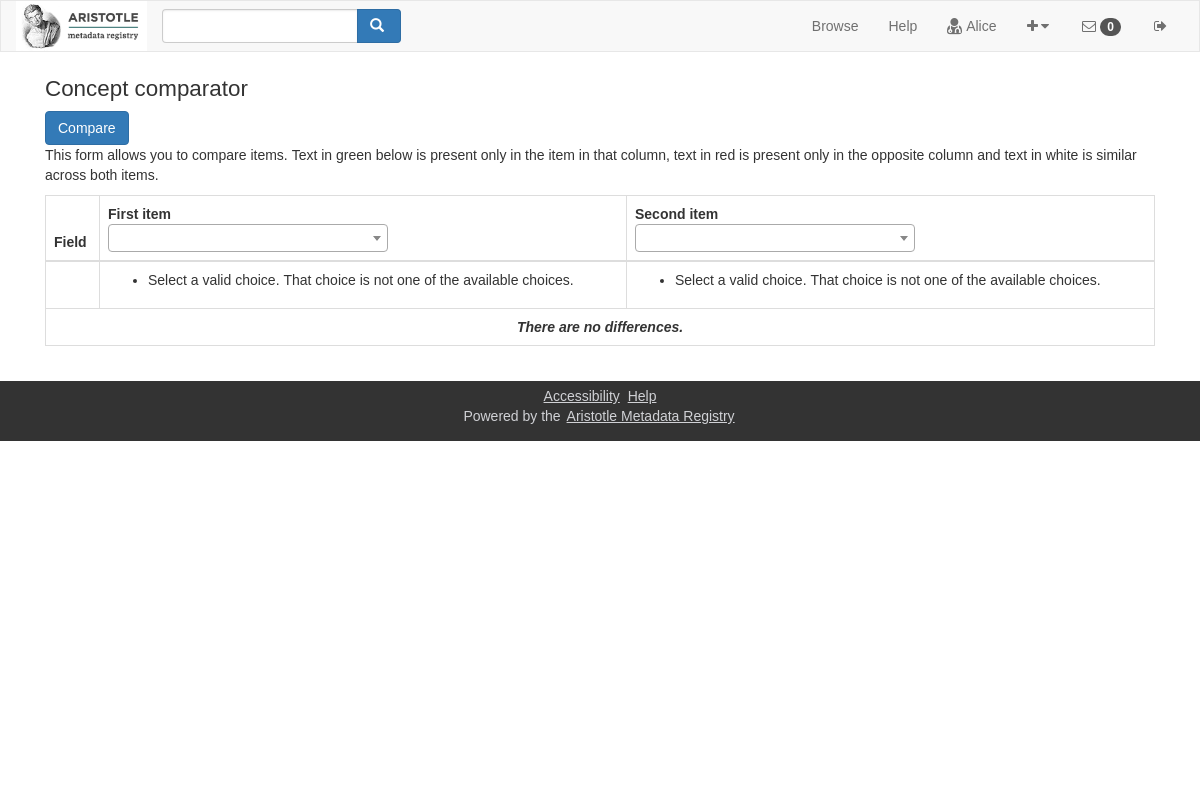 ARISTOTLE
metadata registry
Browse
Help
Alice
0
Concept comparator
Compare
This form allows you to compare items. Text in green below is present only in the item in that column, text in red is present only in the opposite column and text in white is similar
across both items.
Field
First item
Second item
• Select a valid choice. That choice is not one of the available choices.
• Select a valid choice. That choice is not one of the available choices.
There are no differences.
Accessibility Help
Powered by the Aristotle Metadata Registry